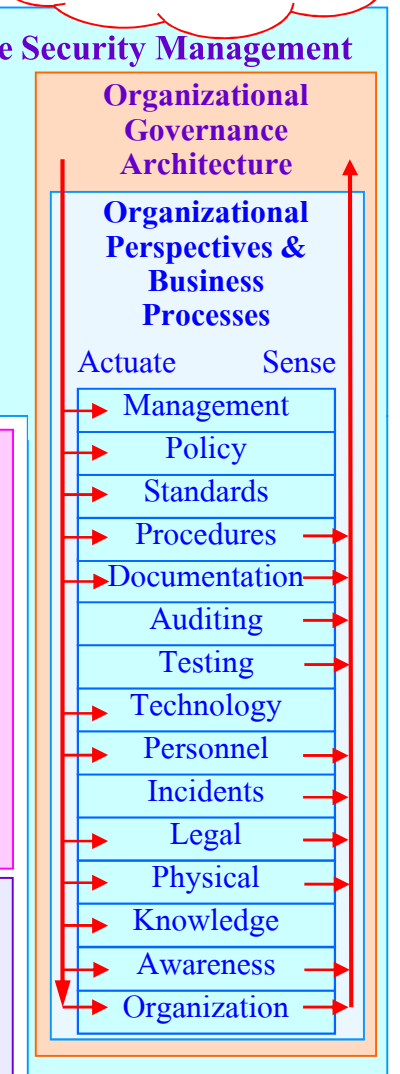 e Security Management
Organizational
Governance
Architecture
Organizational
Perspectives &
Business
Processes
Actuate Sense
Management
Policy
Standards
Procedures
Documentation
Auditing
Testing
Technology
Personnel
Incidents
Legal
Physical
Knowledge
Awareness
Organization